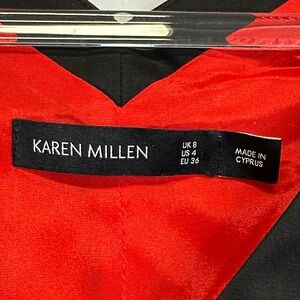 KAREN MILLEN
UK 8
US 4
EU 36
MADE IN
CYPRUS